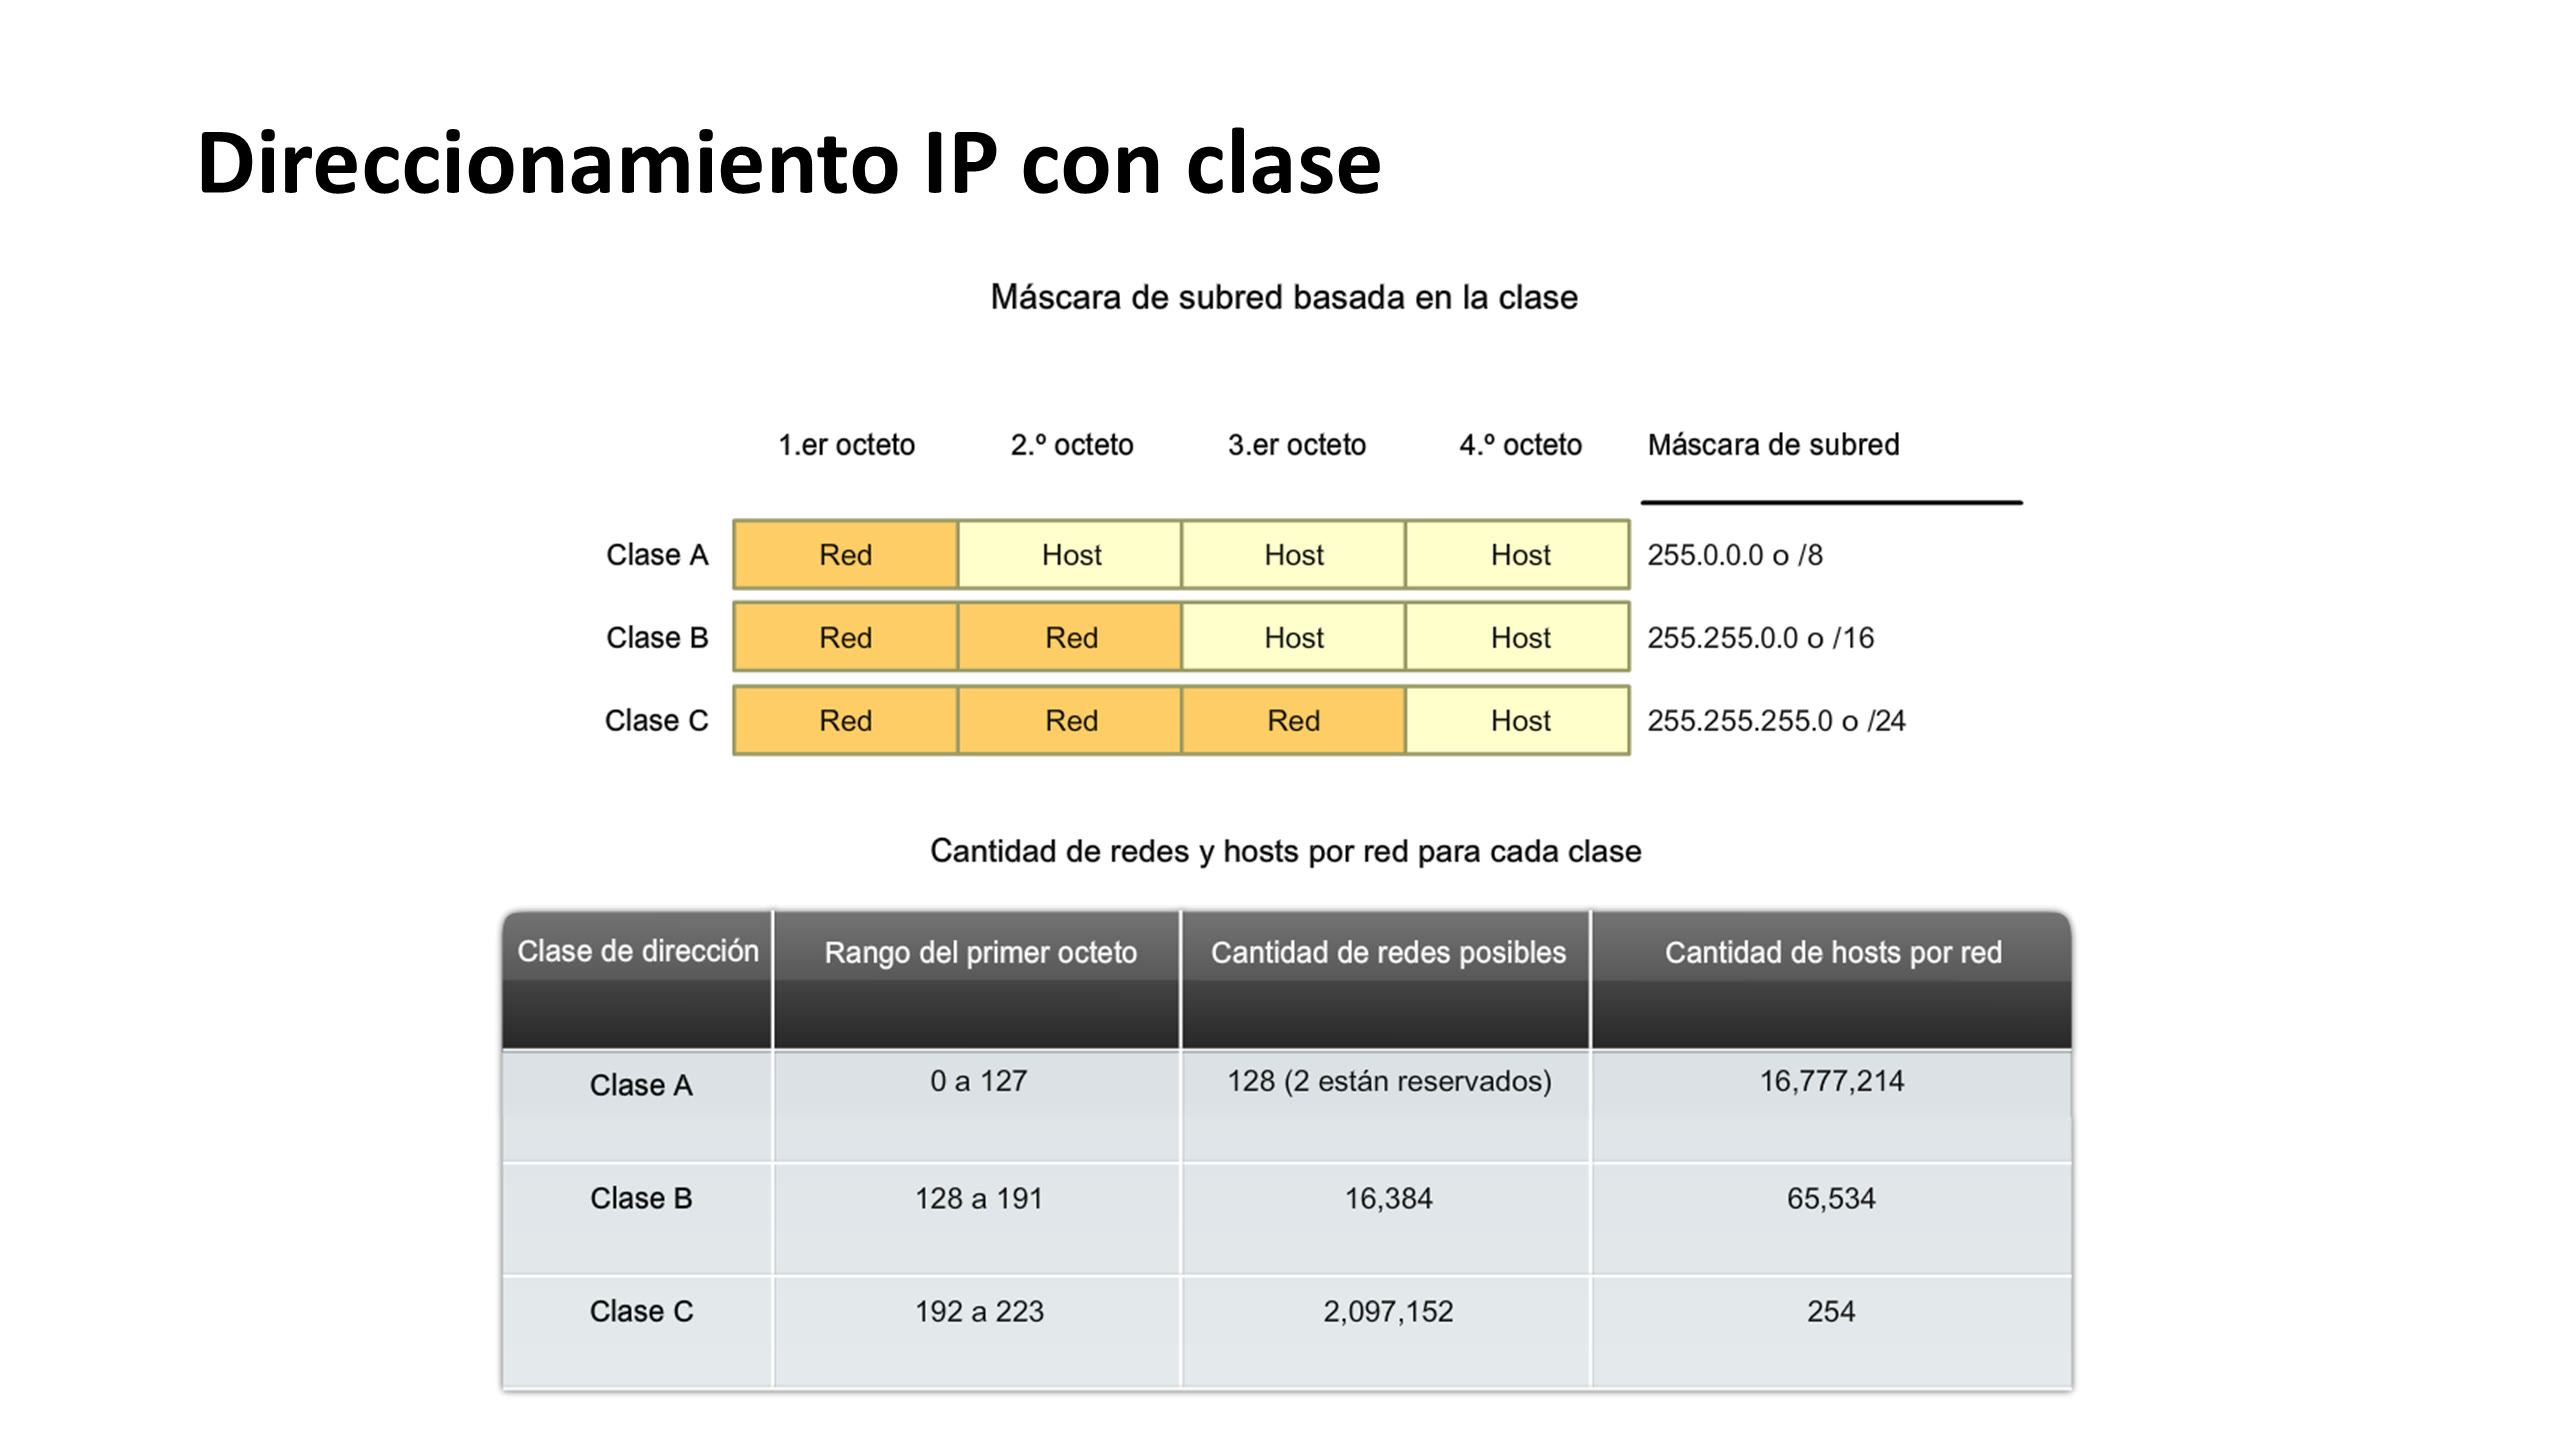 Direccionamiento IP con clase
Máscara de subred basada en la clase
1.er octeto 2.º octeto 3.er octeto 4.º octeto Máscara de subred
Clase A Red Host Host Host 255.0.0.0 o /8
Clase B Red Red Host Host 255.255.0.0 o /16
Clase C Red Red Red Host 255.255.255.0 o /24
Cantidad de redes y hosts por red para cada clase
Clase de dirección Rango del primer octeto Cantidad de redes posibles Cantidad de hosts por red
Clase A 0 a 127 128 (2 están reservados) 16,777,214
Clase B 128 a 191 16,384 65,534
Clase C 192 a 223 2,097,152 254